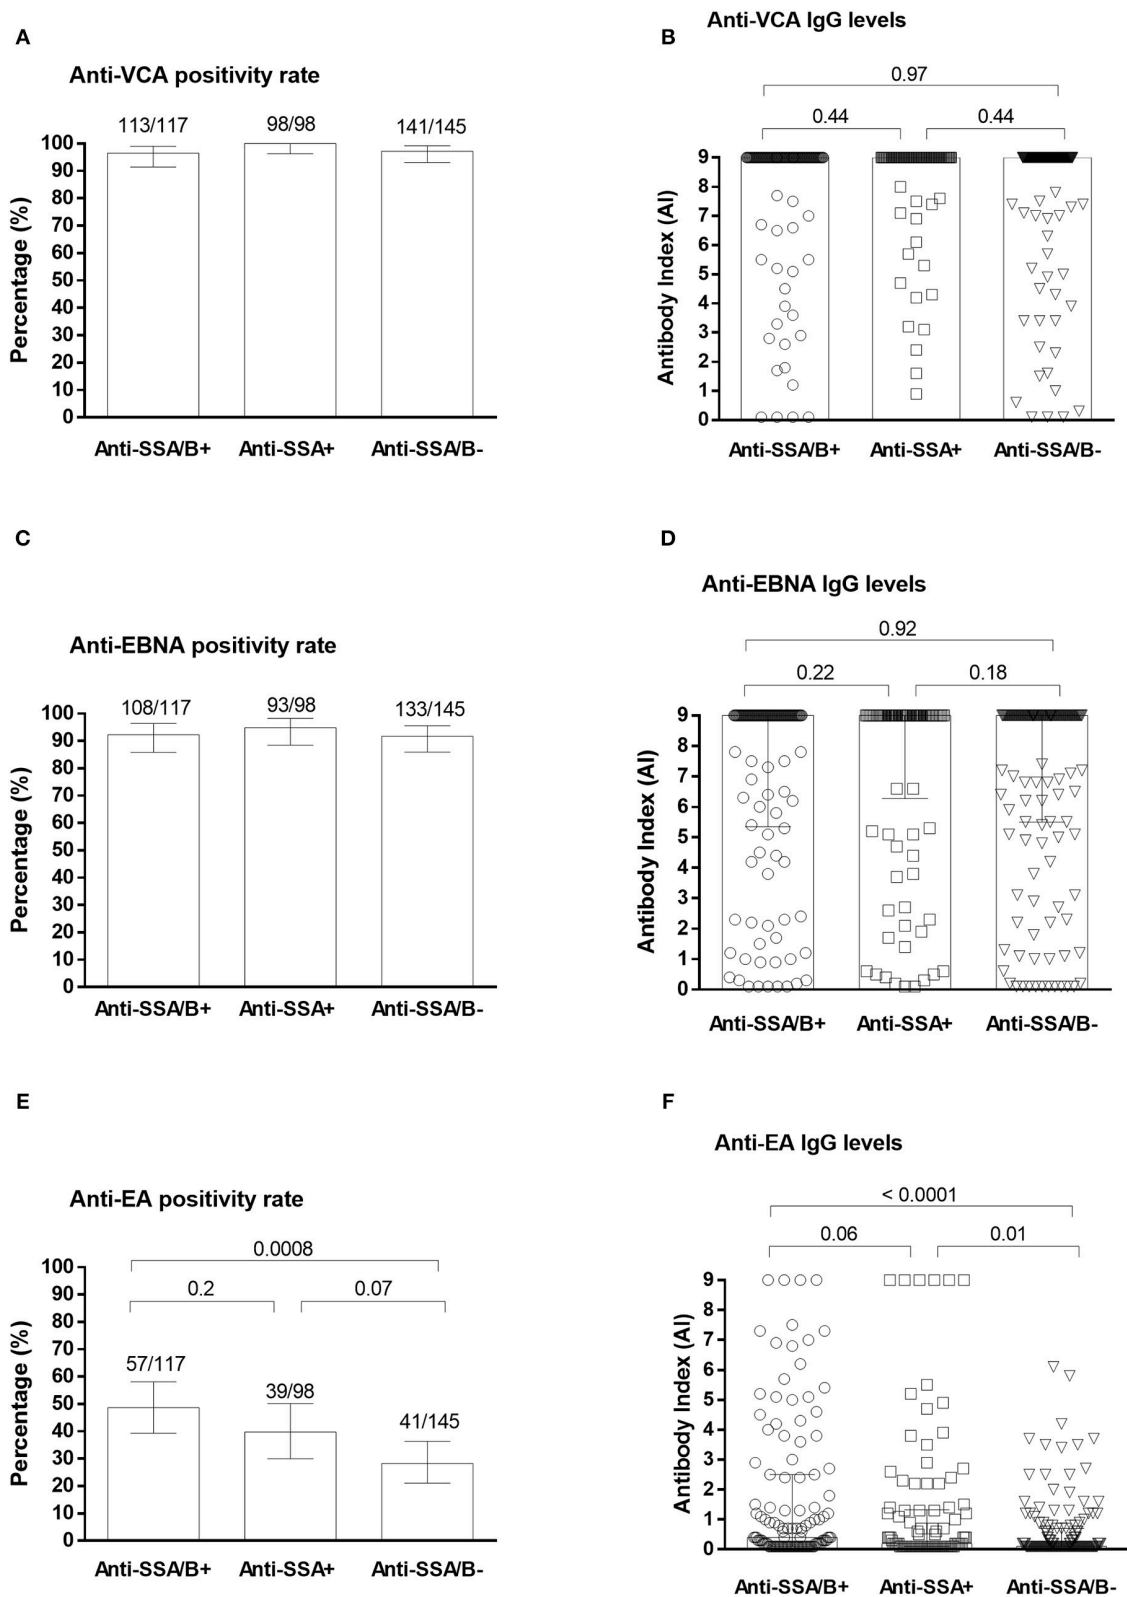 A
Anti-VCA positivity rate
113/117 98/98 141/145
100
90
80
70
60
50
40
30
20
10
0
Percentage (%)
Anti-SSA/B+ Anti-SSA+ Anti-SSA/B-
B
Anti-VCA IgG levels
0.97
0.44 0.44
9
8
7
6
5
4
3
2
1
0
Antibody Index (AI)
Anti-SSA/B+ Anti-SSA+ Anti-SSA/B-
C
Anti-EBNA positivity rate
108/117 93/98 133/145
100
90
80
70
60
50
40
30
20
10
0
Percentage (%)
Anti-SSA/B+ Anti-SSA+ Anti-SSA/B-
D
Anti-EBNA IgG levels
0.92
0.22 0.18
9
8
7
6
5
4
3
2
1
0
Antibody Index (AI)
Anti-SSA/B+ Anti-SSA+ Anti-SSA/B-
E
Anti-EA positivity rate
0.0008
0.2 0.07
57/117 39/98 41/145
100
90
80
70
60
50
40
30
20
10
0
Percentage (%)
Anti-SSA/B+ Anti-SSA+ Anti-SSA/B-
F
Anti-EA IgG levels
< 0.0001
0.06 0.01
9
8
7
6
5
4
3
2
1
0
Antibody Index (AI)
Anti-SSA/B+ Anti-SSA+ Anti-SSA/B-